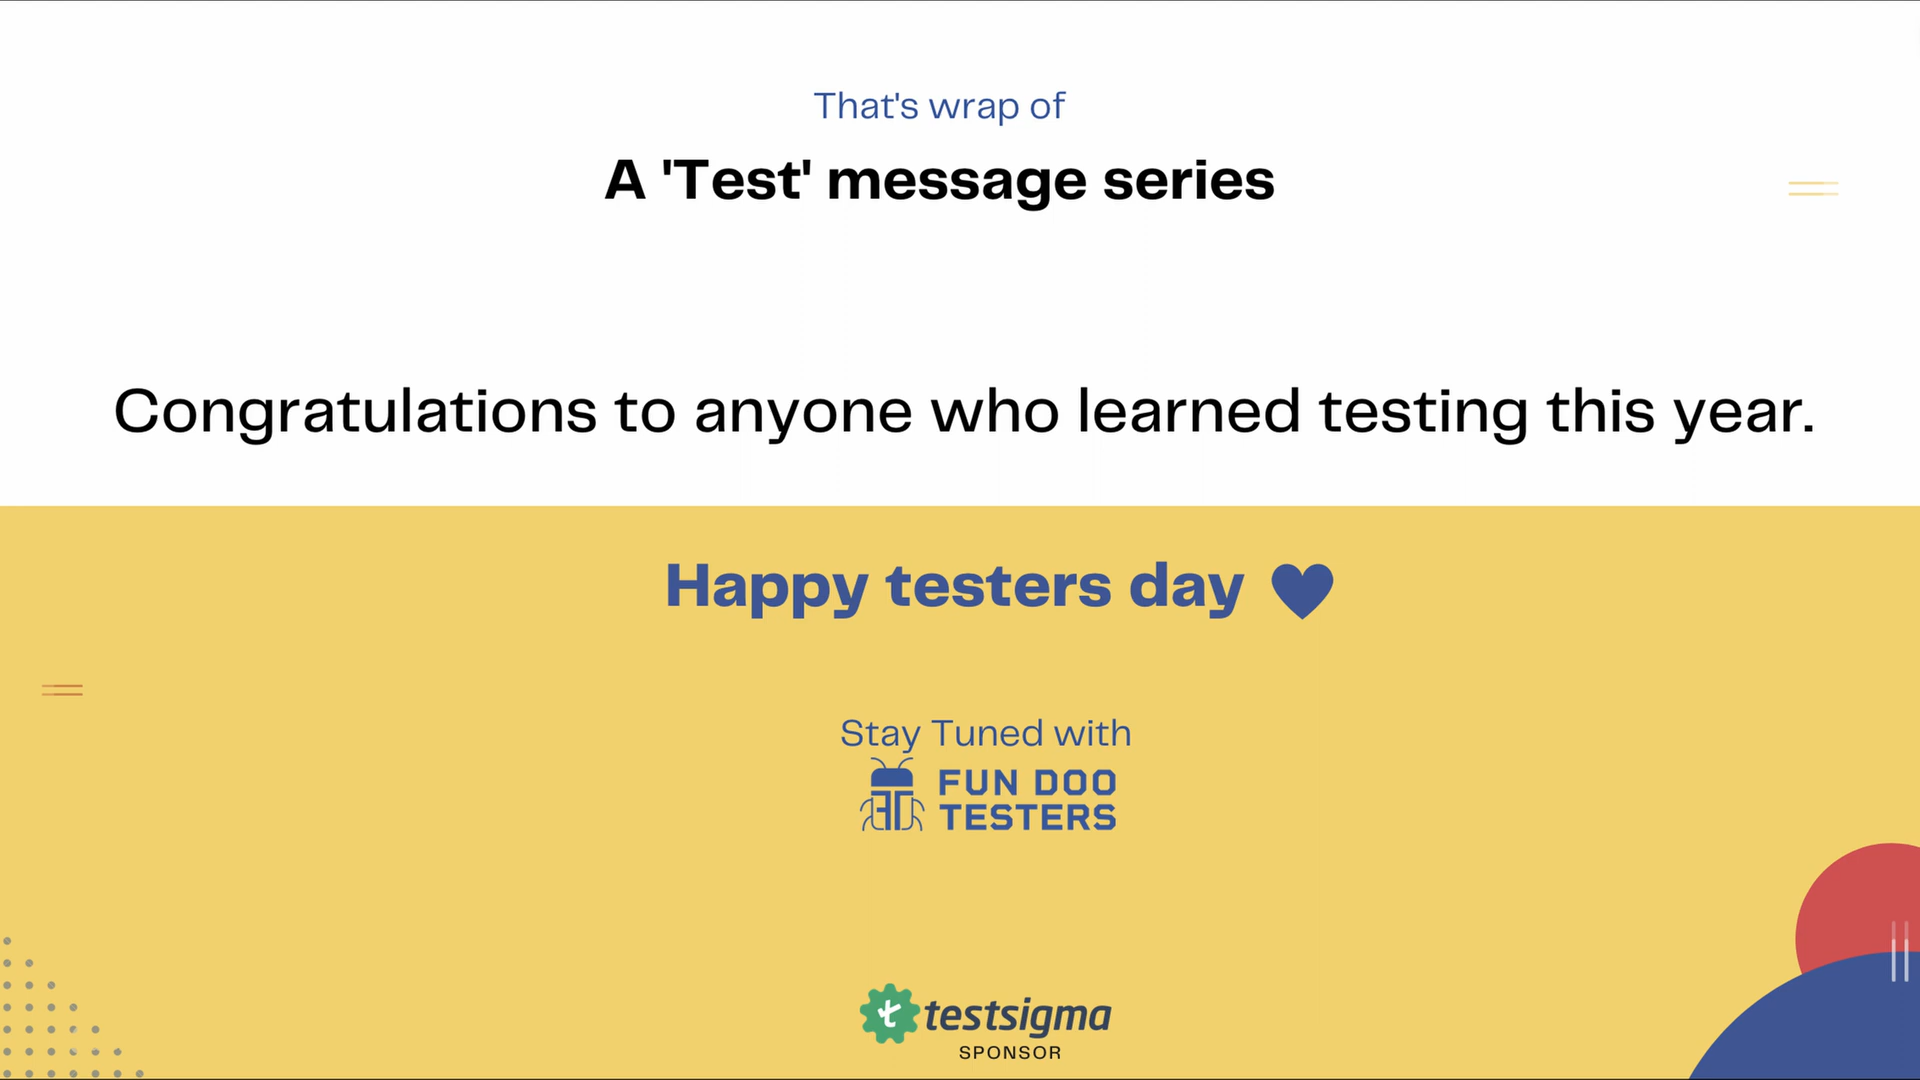 That's wrap of
A 'Test' message series
Congratulations to anyone who learned testing this year.
Happy testers day
Stay Tuned with
FUN DOO
TESTERS
testsigma
SPONSOR